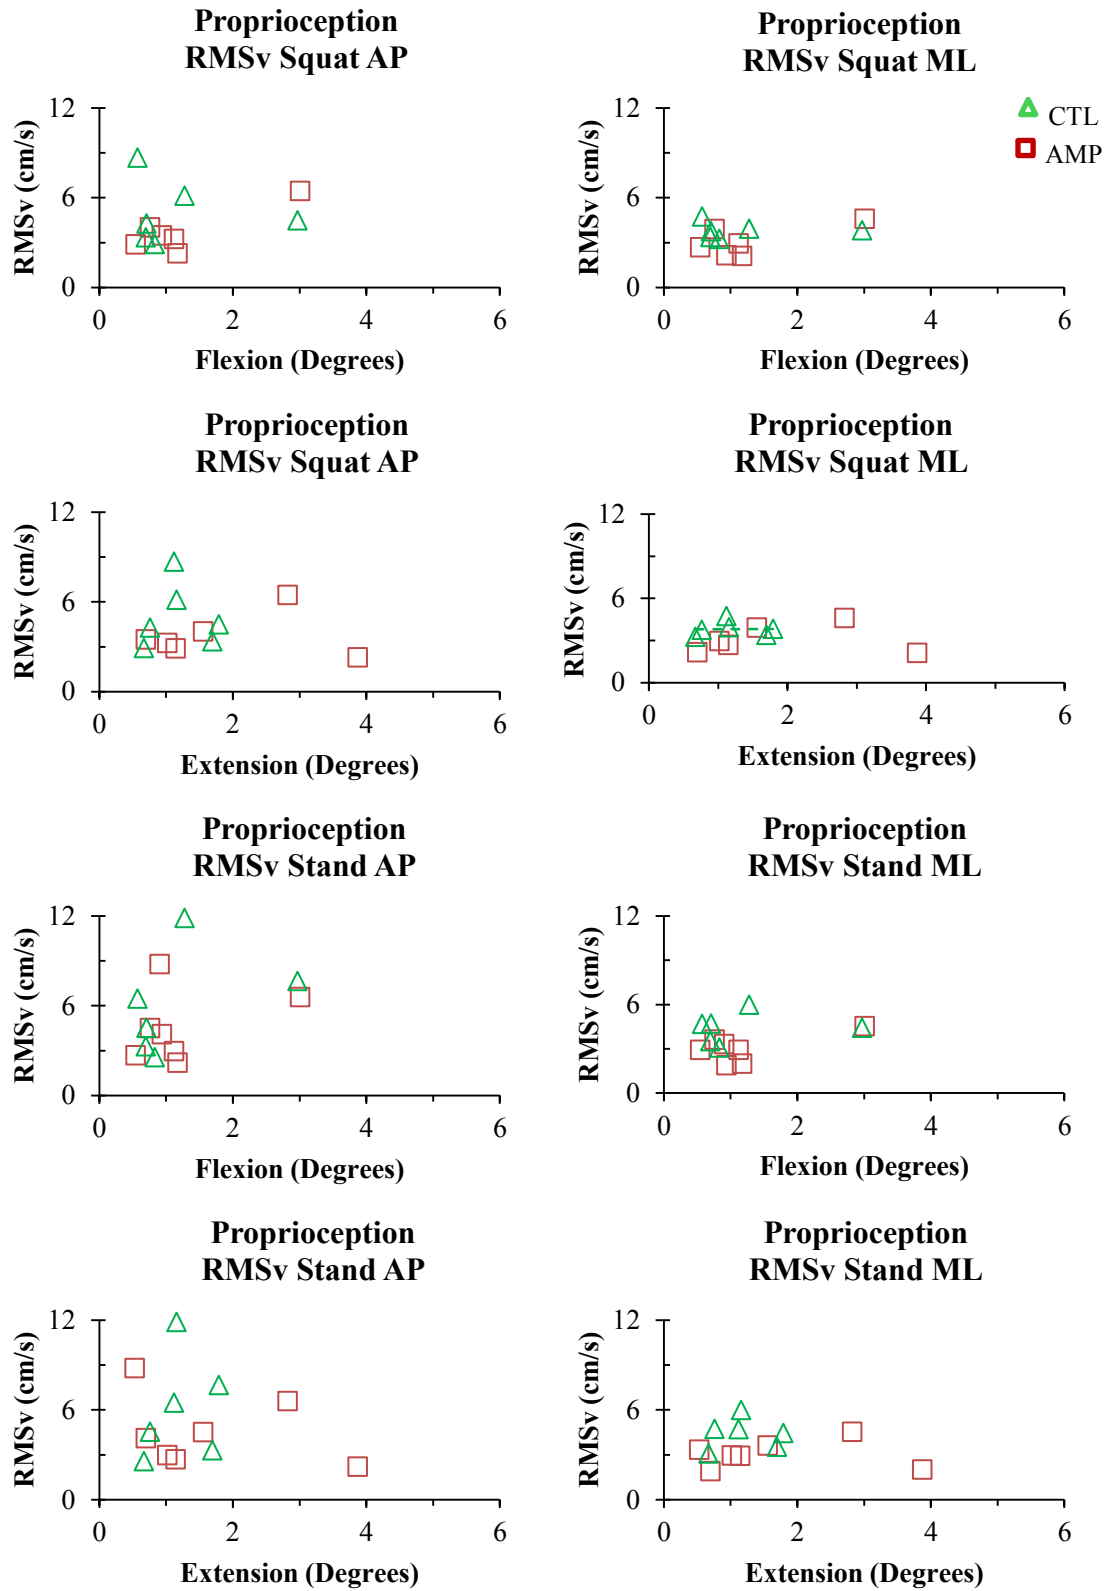 Proprioception
RMSv Squat AP
12
6
0
RMSv (cm/s)
0 2 4 6
Flexion (Degrees)
Proprioception
RMSv Squat ML
12
6
0
RMSv (cm/s)
0 2 4 6
Flexion (Degrees)
CTL
AMP
Proprioception
RMSv Squat AP
12
6
0
RMSv (cm/s)
0 2 4 6
Extension (Degrees)
Proprioception
RMSv Squat ML
12
6
0
RMSv (cm/s)
0 2 4 6
Extension (Degrees)
Proprioception
RMSv Stand AP
12
6
0
RMSv (cm/s)
0 2 4 6
Flexion (Degrees)
Proprioception
RMSv Stand ML
12
6
0
RMSv (cm/s)
0 2 4 6
Flexion (Degrees)
Proprioception
RMSv Stand AP
12
6
0
RMSv (cm/s)
0 2 4 6
Extension (Degrees)
Proprioception
RMSv Stand ML
12
6
0
RMSv (cm/s)
0 2 4 6
Extension (Degrees)